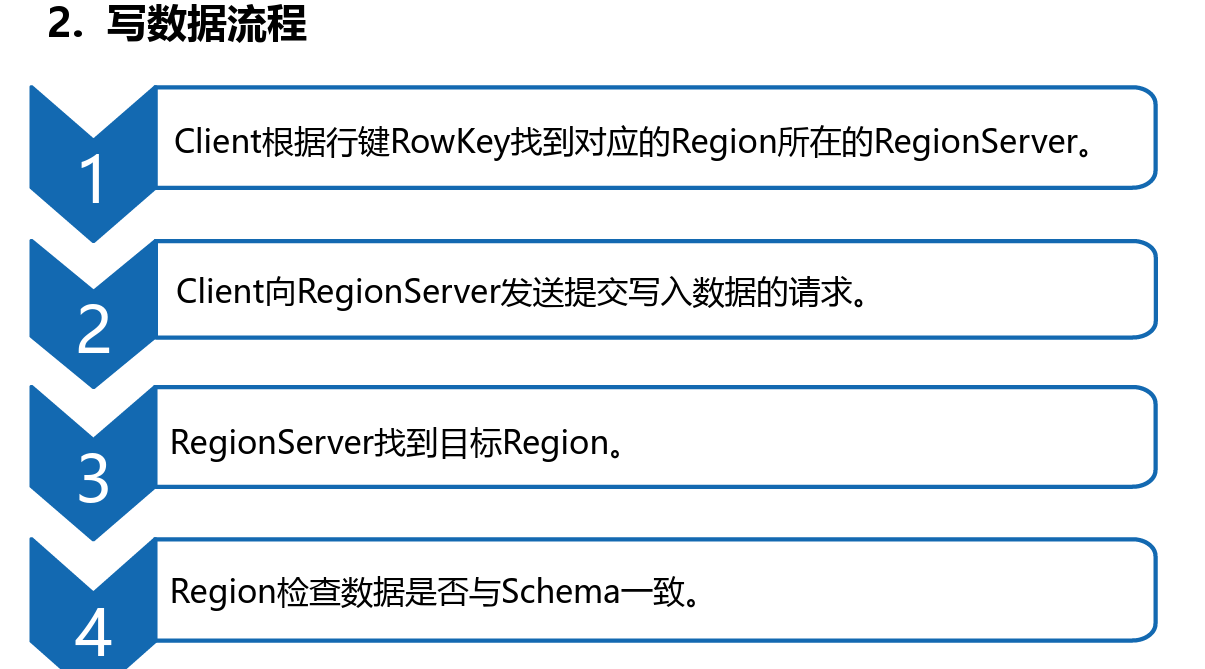 2. 写数据流程
1
Client根据行键RowKey找到对应的Region所在的RegionServer。
2
Client向RegionServer发送提交写入数据的请求。
3
RegionServer找到目标Region。
4
Region检查数据是否与Schema一致。